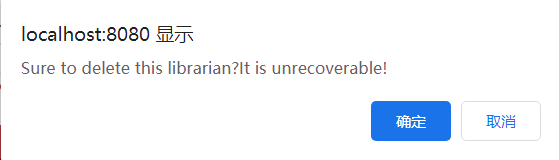 localhost:8080 显示
Sure to delete this librarian?It is unrecoverable!
确定 取消